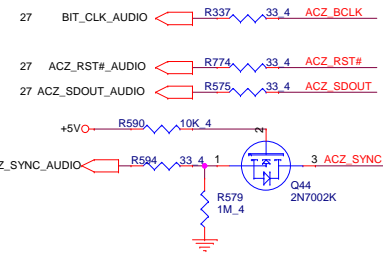 27 BIT_CLK_AUDIO R337 33_4 ACZ_BCLK
27 ACZ_RST#_AUDIO R774 33_4 ACZ_RST#
27 ACZ_SDOUT_AUDIO R575 33_4 ACZ_SDOUT
+5V R590 10K_4 2
Z_SYNC_AUDIO R594 33_4 1 3 ACZ_SYNC
Q44
2N7002K
R579
1M_4